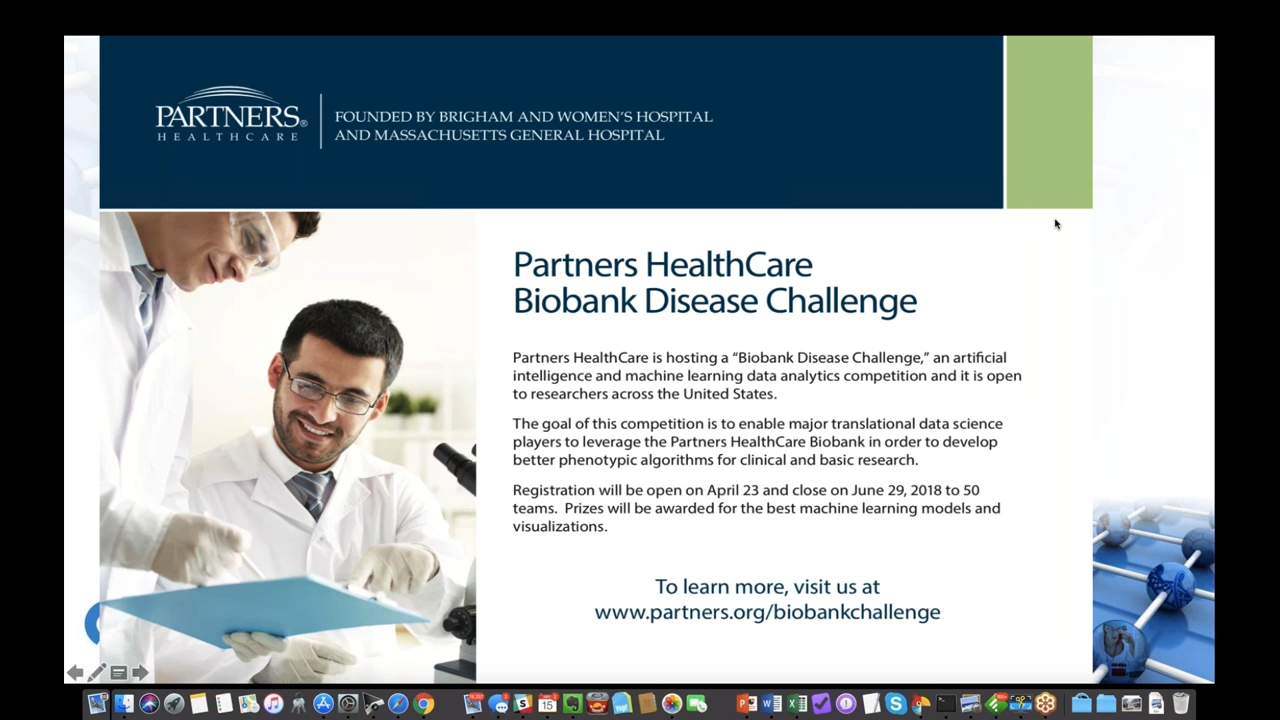 PARTNERS®
HEALTHCARE
FOUNDED BY BRIGHAM AND WOMEN'S HOSPITAL
AND MASSACHUSETTS GENERAL HOSPITAL
Partners HealthCare
Biobank Disease Challenge
Partners HealthCare is hosting a “Biobank Disease Challenge,” an artificial
intelligence and machine learning data analytics competition and it is open
to researchers across the United States.
The goal of this competition is to enable major translational data science
players to leverage the Partners HealthCare Biobank in order to develop
better phenotypic algorithms for clinical and basic research.
Registration will be open on April 23 and close on June 29, 2018 to 50
teams. Prizes will be awarded for the best machine learning models and
visualizations.
To learn more, visit us at
www.partners.org/biobankchallenge
15